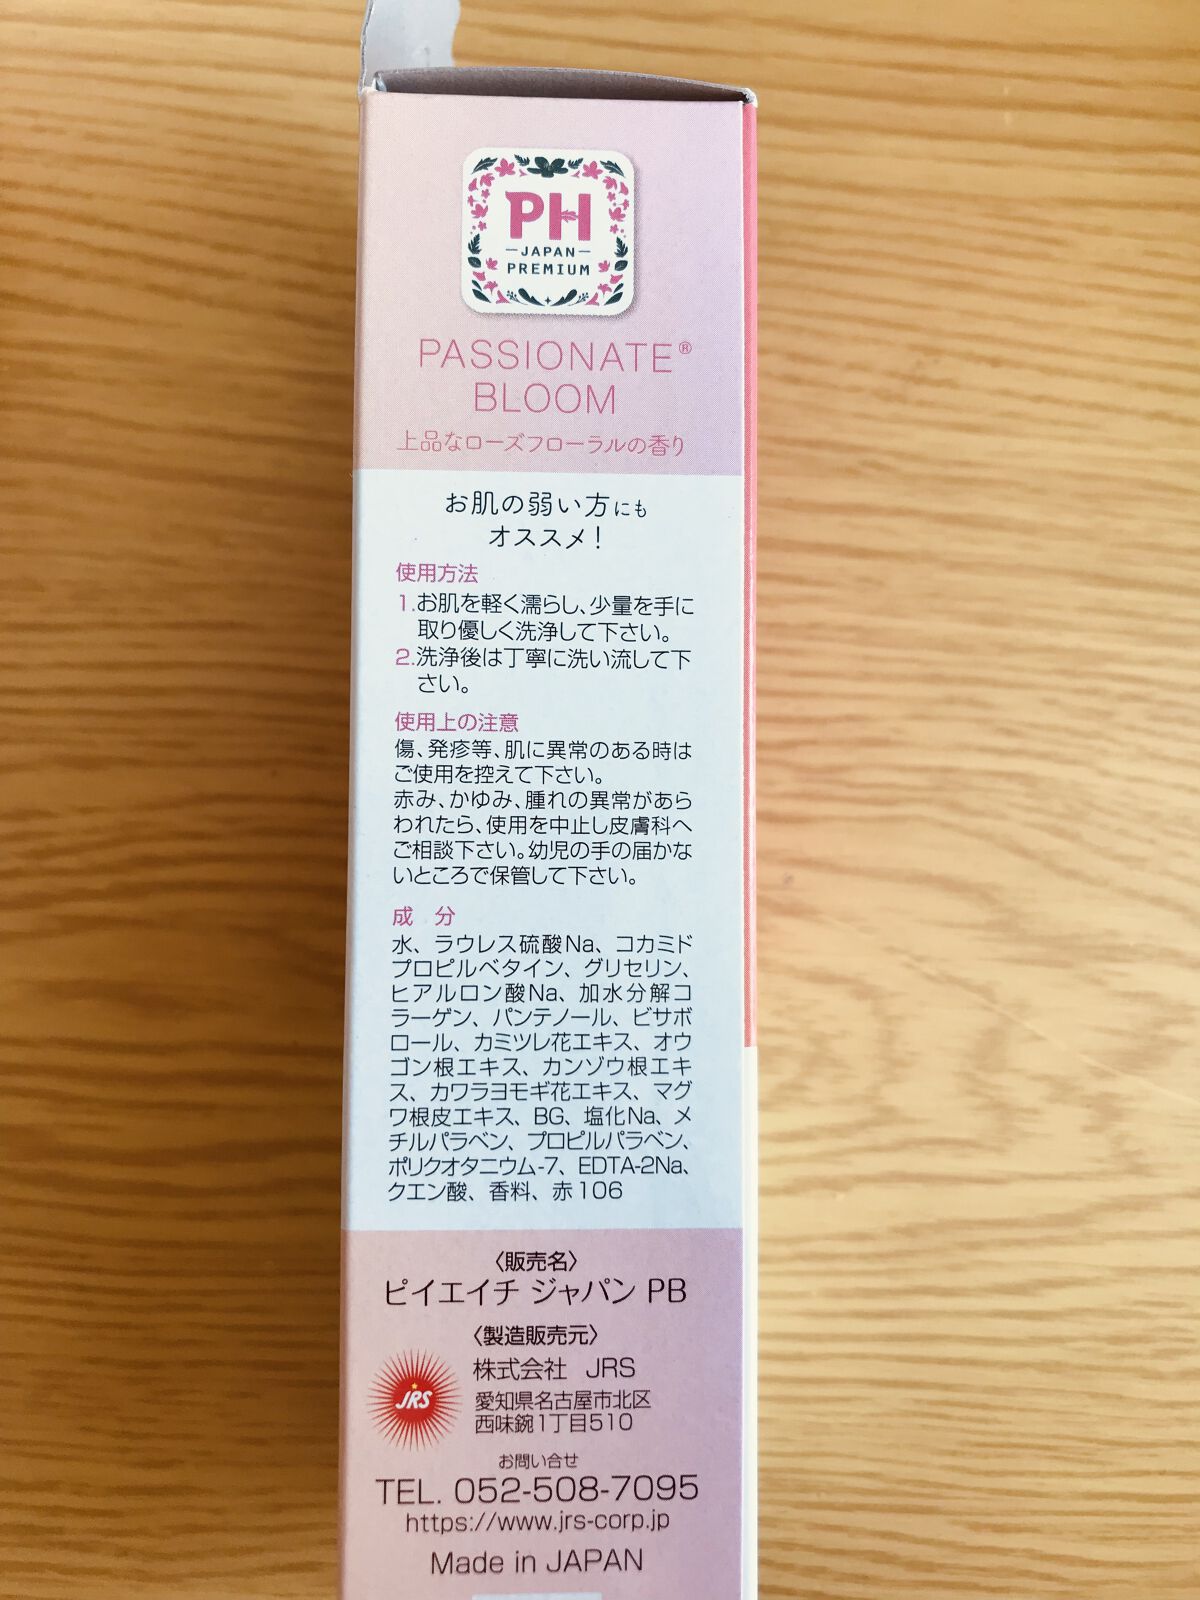 PH
JAPAN
PREMIUM
PASSIONATE®
BLOOM
上品なローズフローラルの香り
お肌の弱い方にも
オススメ!
使用方法
1.お肌を軽く濡らし、少量を手に
取り優しく洗浄して下さい。
2.洗浄後は丁寧に洗い流して下
さい。
使用上の注意
傷、発疹等、肌に異常のある時は
ご使用を控えて下さい。
赤み、かゆみ、腫れの異常があら
われたら、使用を中止し皮膚科へ
ご相談下さい。幼児の手の届かな
いところで保管して下さい。
成 分
水、ラウレス硫酸Na、コカミド
プロピルベタイン、グリセリン、
ヒアルロン酸Na、加水分解コ
ラーゲン、パンテノール、ビサボ
ロール、カミツレ花エキス、オウ
ゴン根エキス、カンゾウ根エキ
ス、カワラヨモギ花エキス、マグ
ワ根皮エキス、BG、塩化Na、メ
チルパラベン、プロピルパラベン、
ポリクオタニウム-7、EDTA-2Na、
クエン酸、香料、赤106
〈販売名〉
ピイエイチ ジャパン PB
〈製造販売元〉
株式会社 JRS
JRS
愛知県名古屋市北区
西味鋺1丁目510
お問い合せ
TEL. 052-508-7095
https://www.jrs-corp.jp
Made in JAPAN